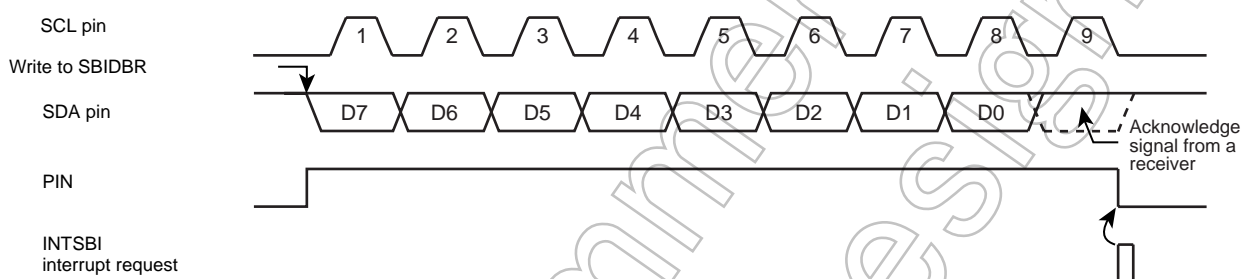 SCL pin
1 2 3 4 5 6 7 8 9
Write to SBIDBR
SDA pin
D7 D6 D5 D4 D3 D2 D1 D0
Acknowledge
signal from a
receiver
PIN
INTSBI
interrupt request